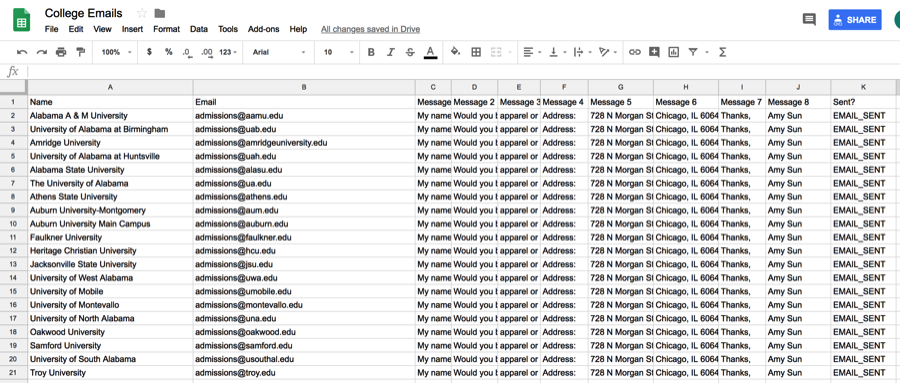 College Emails
File Edit View Insert Format Data Tools Add-ons Help All changes saved in Drive
SHARE
100% $ % .0 .00 123 Arial 10 B I S A Σ
fx
A B C D E F G H I J K
1 Name Email Message Message 2 Message 3 Message 4 Message 5 Message 6 Message 7 Message 8 Sent?
2 Alabama A & M University admissions@aamu.edu My name Would you apparel or Address: 728 N Morgan St Chicago, IL 6064 Thanks, Amy Sun EMAIL_SENT
3 University of Alabama at Birmingham admissions@uab.edu My name Would you apparel or Address: 728 N Morgan St Chicago, IL 6064 Thanks, Amy Sun EMAIL_SENT
4 Amridge University admissions@amridgeuniversity.edu My name Would you apparel or Address: 728 N Morgan St Chicago, IL 6064 Thanks, Amy Sun EMAIL_SENT
5 University of Alabama at Huntsville admissions@uah.edu My name Would you apparel or Address: 728 N Morgan St Chicago, IL 6064 Thanks, Amy Sun EMAIL_SENT
6 Alabama State University admissions@alasu.edu My name Would you apparel or Address: 728 N Morgan St Chicago, IL 6064 Thanks, Amy Sun EMAIL_SENT
7 The University of Alabama admissions@ua.edu My name Would you apparel or Address: 728 N Morgan St Chicago, IL 6064 Thanks, Amy Sun EMAIL_SENT
8 Athens State University admissions@athens.edu My name Would you apparel or Address: 728 N Morgan St Chicago, IL 6064 Thanks, Amy Sun EMAIL_SENT
9 Auburn University-Montgomery admissions@aum.edu My name Would you apparel or Address: 728 N Morgan St Chicago, IL 6064 Thanks, Amy Sun EMAIL_SENT
10 Auburn University Main Campus admissions@auburn.edu My name Would you apparel or Address: 728 N Morgan St Chicago, IL 6064 Thanks, Amy Sun EMAIL_SENT
11 Faulkner University admissions@faulkner.edu My name Would you apparel or Address: 728 N Morgan St Chicago, IL 6064 Thanks, Amy Sun EMAIL_SENT
12 Heritage Christian University admissions@hcu.edu My name Would you apparel or Address: 728 N Morgan St Chicago, IL 6064 Thanks, Amy Sun EMAIL_SENT
13 Jacksonville State University admissions@jsu.edu My name Would you apparel or Address: 728 N Morgan St Chicago, IL 6064 Thanks, Amy Sun EMAIL_SENT
14 University of West Alabama admissions@uwa.edu My name Would you apparel or Address: 728 N Morgan St Chicago, IL 6064 Thanks, Amy Sun EMAIL_SENT
15 University of Mobile admissions@umobile.edu My name Would you apparel or Address: 728 N Morgan St Chicago, IL 6064 Thanks, Amy Sun EMAIL_SENT
16 University of Montevallo admissions@montevallo.edu My name Would you apparel or Address: 728 N Morgan St Chicago, IL 6064 Thanks, Amy Sun EMAIL_SENT
17 University of North Alabama admissions@una.edu My name Would you apparel or Address: 728 N Morgan St Chicago, IL 6064 Thanks, Amy Sun EMAIL_SENT
18 Oakwood University admissions@oakwood.edu My name Would you apparel or Address: 728 N Morgan St Chicago, IL 6064 Thanks, Amy Sun EMAIL_SENT
19 Samford University admissions@samford.edu My name Would you apparel or Address: 728 N Morgan St Chicago, IL 6064 Thanks, Amy Sun EMAIL_SENT
20 University of South Alabama admissions@usouthal.edu My name Would you apparel or Address: 728 N Morgan St Chicago, IL 6064 Thanks, Amy Sun EMAIL_SENT
21 Troy University admissions@troy.edu My name Would you apparel or Address: 728 N Morgan St Chicago, IL 6064 Thanks, Amy Sun EMAIL_SENT